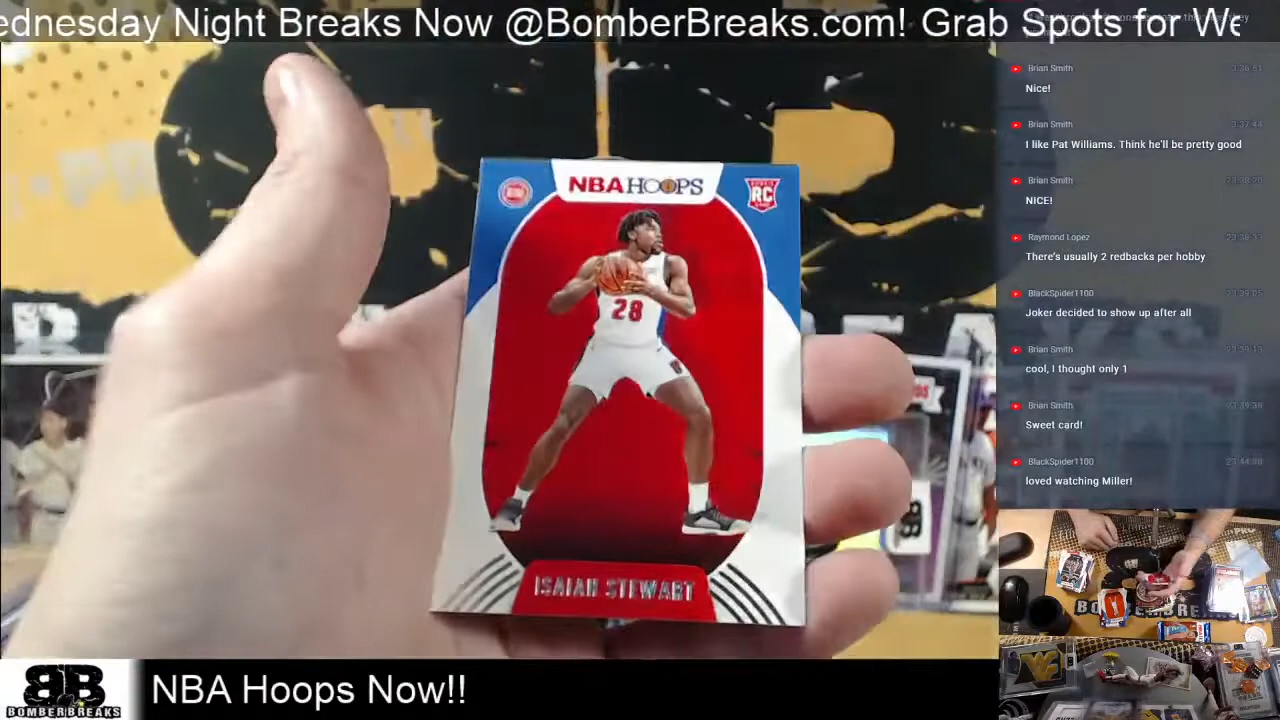 ednesday Night Breaks Now @BomberBreaks.com! Grab Spots for We
Brian Smith
Nice!
Brian Smith
I like Pat Williams. Think he'll be pretty good
Brian Smith
NICE!
Raymond Lopez
There's usually 2 redbacks per hobby
BlackSpider1100
Joker decided to show up after all
Brian Smith
cool, I thought only 1
Brian Smith
Sweet card!
BlackSpider1100
loved watching Miller!
NBA HOOPS
RC
28
ISAIAH STEWART
BOMBERBREAKS
BB
BOMBERBREAKS
NBA Hoops Now!!